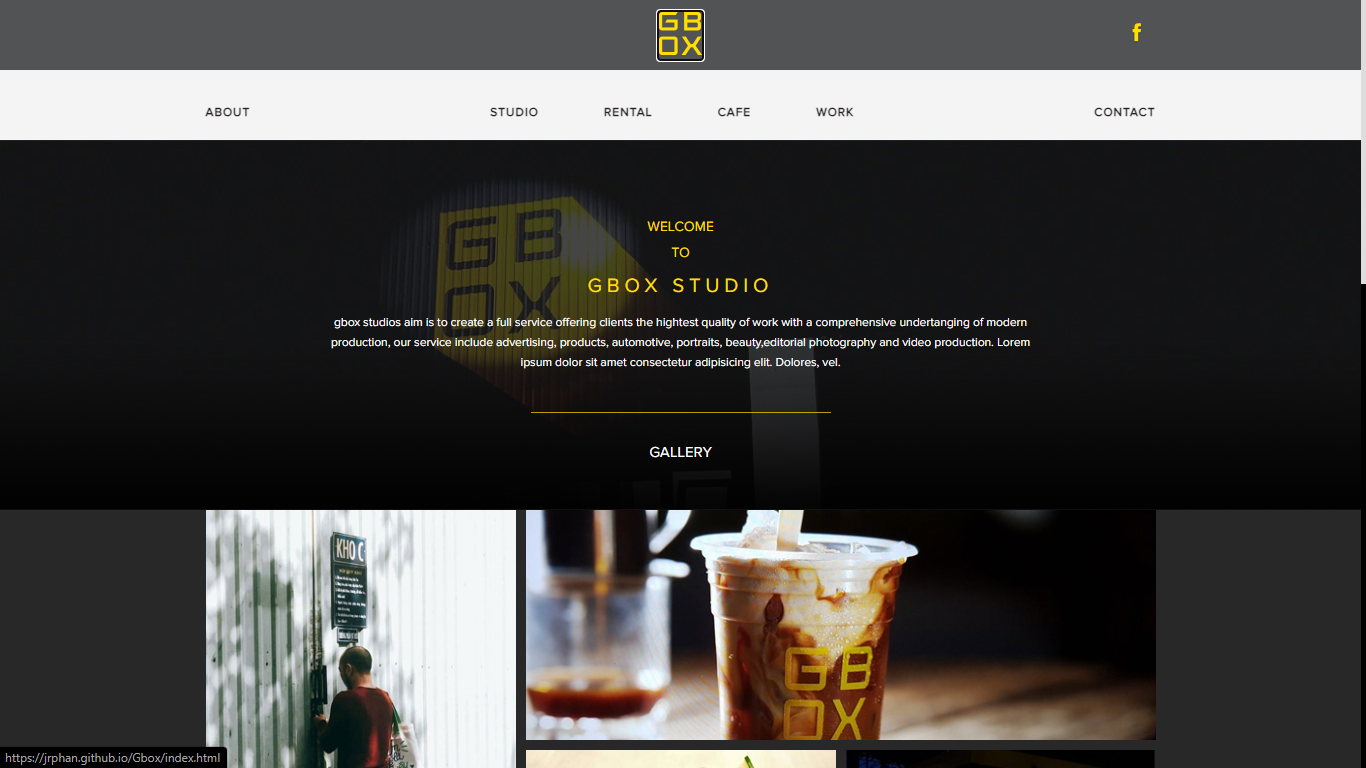 GB
OX
f
ABOUT STUDIO RENTAL CAFE WORK CONTACT
GB
OX
WELCOME
TO
GBOX STUDIO
gbox studios aim is to create a full service offering clients the hightest quality of work with a comprehensive undertanging of modern
production, our service include advertising, products, automotive, portraits, beauty,editorial photography and video production. Lorem
ipsum dolor sit amet consectetur adipisicing elit. Dolores, vel.
GALLERY
KHO C
GB
OX
https://jrphan.github.io/Gbox/index.html